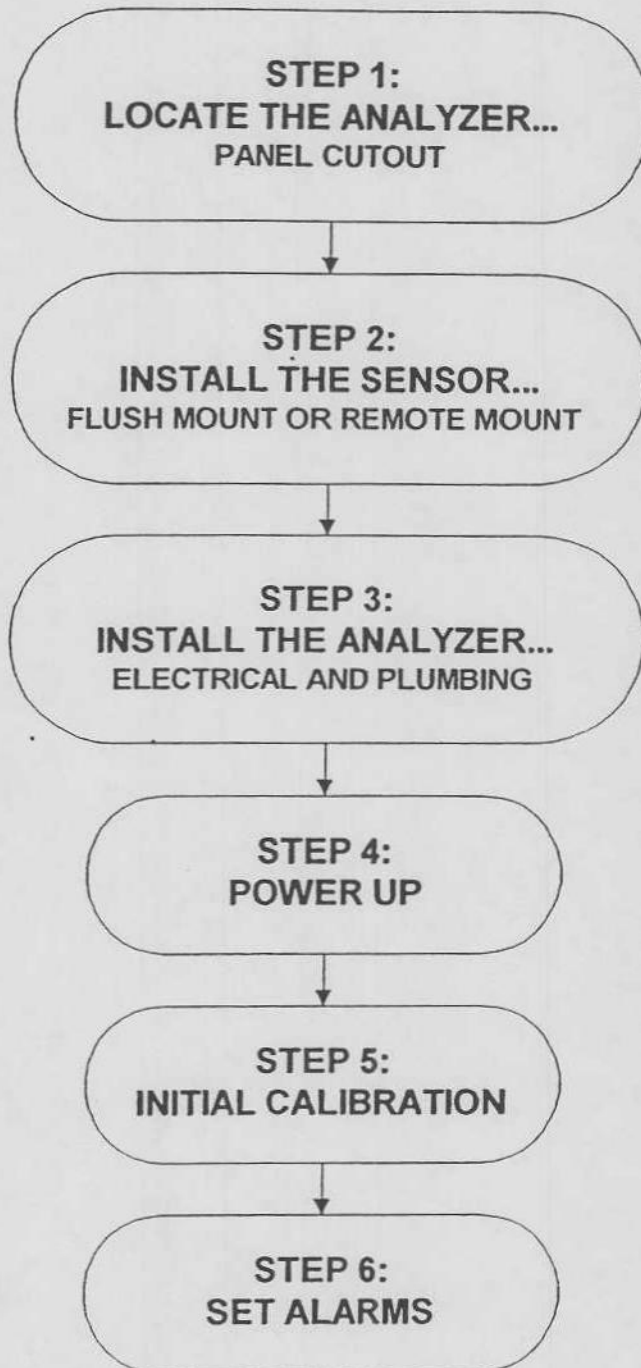 STEP 1:
LOCATE THE ANALYZER...
PANEL CUTOUT
STEP 2:
INSTALL THE SENSOR...
FLUSH MOUNT OR REMOTE MOUNT
STEP 3:
INSTALL THE ANALYZER...
ELECTRICAL AND PLUMBING
STEP 4:
POWER UP
STEP 5:
INITIAL CALIBRATION
STEP 6:
SET ALARMS